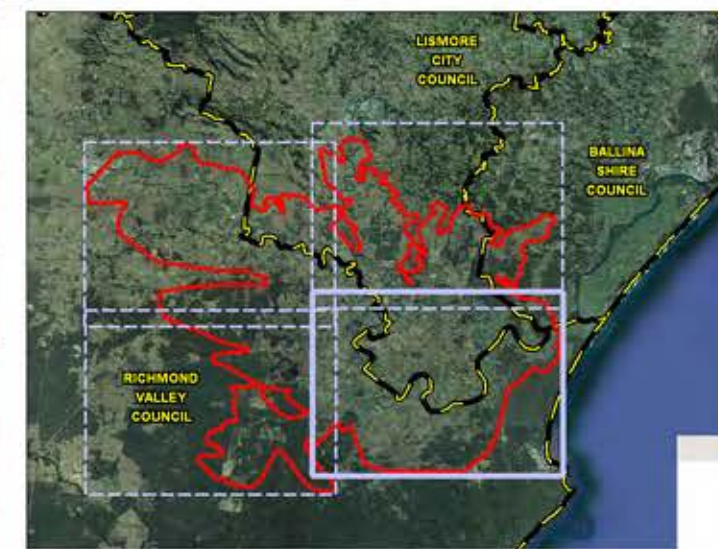 LISMORE
CITY
COUNCIL
BALLINA
SHIRE
COUNCIL
RICHMOND
VALLEY
COUNCIL